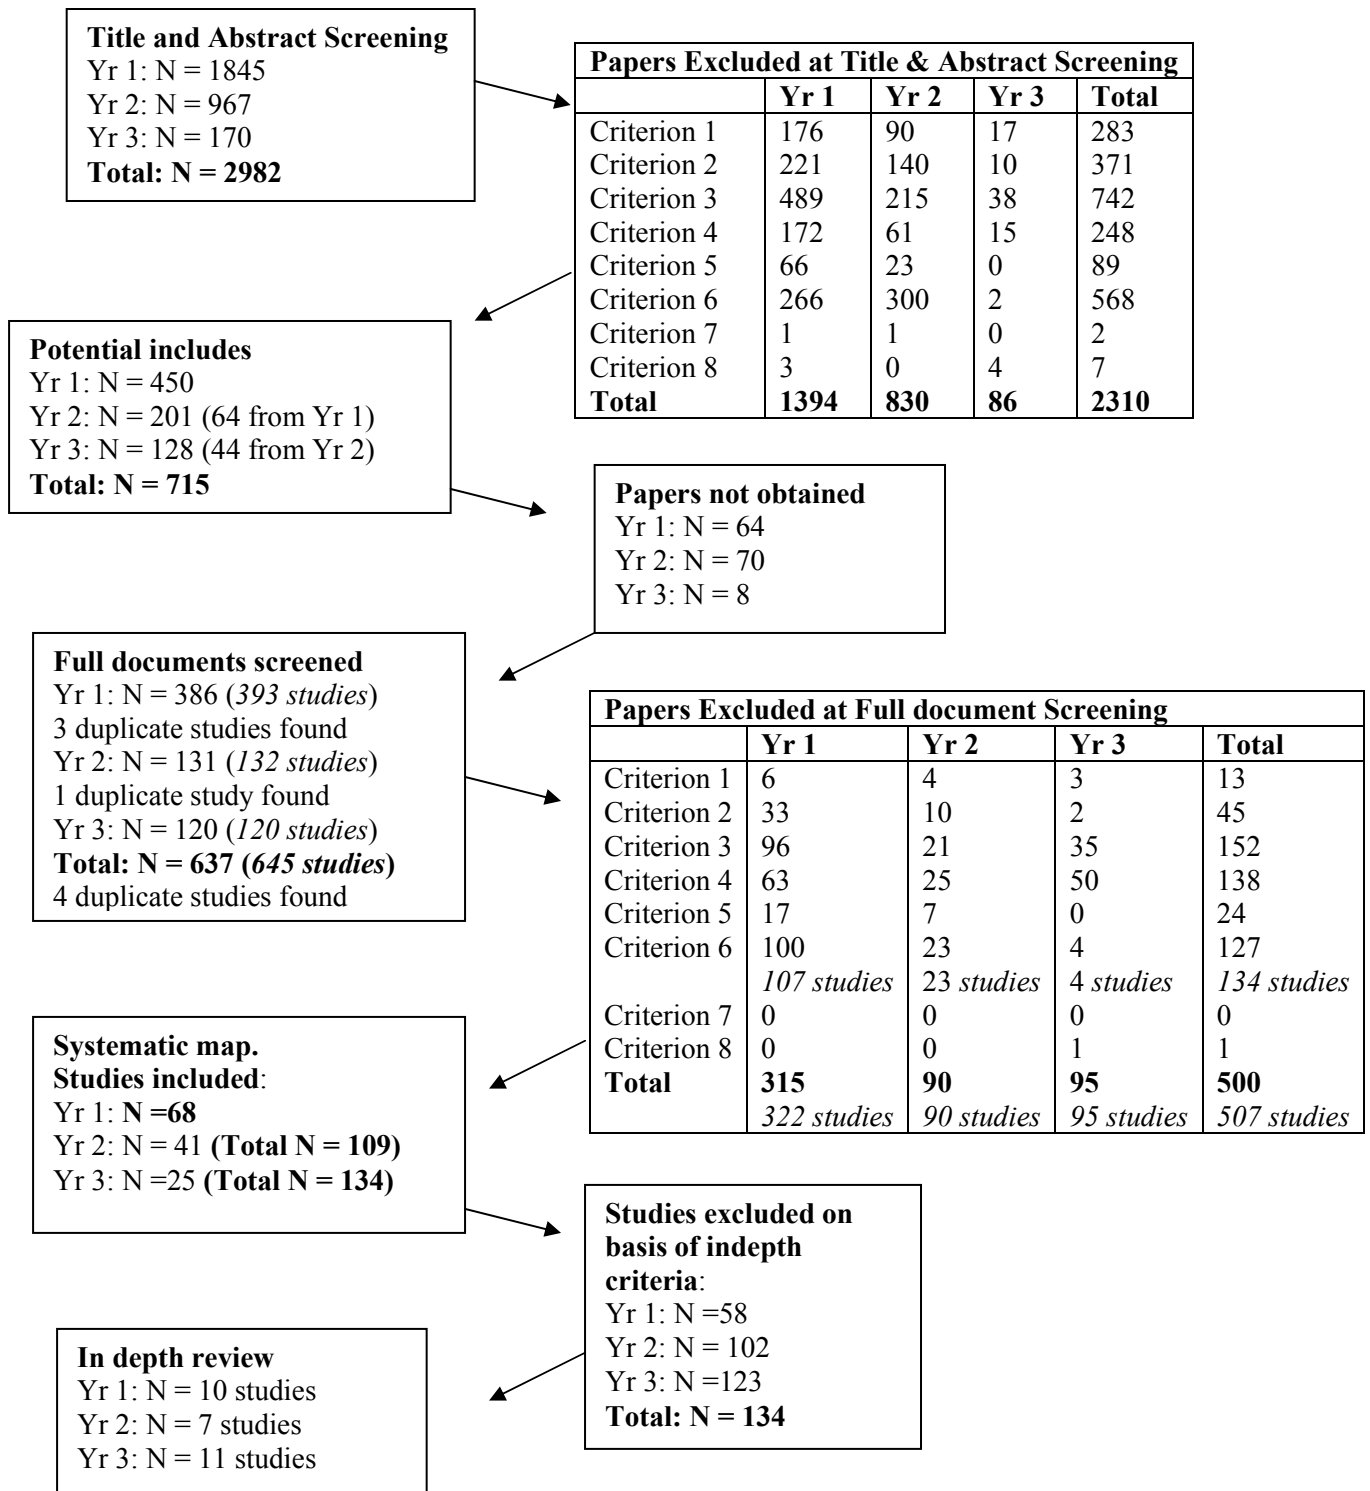 Title and Abstract Screening
Yr 1: N = 1845
Yr 2: N = 967
Yr 3: N = 170
Total: N = 2982
Papers Excluded at Title & Abstract Screening
Yr 1 Yr 2 Yr 3 Total
Criterion 1 176 90 17 283
Criterion 2 221 140 10 371
Criterion 3 489 215 38 742
Criterion 4 172 61 15 248
Criterion 5 66 23 0 89
Criterion 6 266 300 2 568
Criterion 7 1 1 0 2
Criterion 8 3 0 4 7
Total 1394 830 86 2310
Potential includes
Yr 1: N = 450
Yr 2: N = 201 (64 from Yr 1)
Yr 3: N = 128 (44 from Yr 2)
Total: N = 715
Papers not obtained
Yr 1: N = 64
Yr 2: N = 70
Yr 3: N = 8
Full documents screened
Yr 1: N = 386 (393 studies)
3 duplicate studies found
Yr 2: N = 131 (132 studies)
1 duplicate study found
Yr 3: N = 120 (120 studies)
Total: N = 637 (645 studies)
4 duplicate studies found
Papers Excluded at Full document Screening
Yr 1 Yr 2 Yr 3 Total
Criterion 1 6 4 3 13
Criterion 2 33 10 2 45
Criterion 3 96 21 35 152
Criterion 4 63 25 50 138
Criterion 5 17 7 0 24
Criterion 6 100 23 4 127
107 studies 23 studies 4 studies 134 studies
Criterion 7 0 0 0 0
Criterion 8 0 0 1 1
Total 315 90 95 500
322 studies 90 studies 95 studies 507 studies
Systematic map.
Studies included:
Yr 1: N =68
Yr 2: N = 41 (Total N = 109)
Yr 3: N =25 (Total N = 134)
Studies excluded on
basis of indepth
criteria:
Yr 1: N =58
Yr 2: N = 102
Yr 3: N =123
Total: N = 134
In depth review
Yr 1: N = 10 studies
Yr 2: N = 7 studies
Yr 3: N = 11 studies